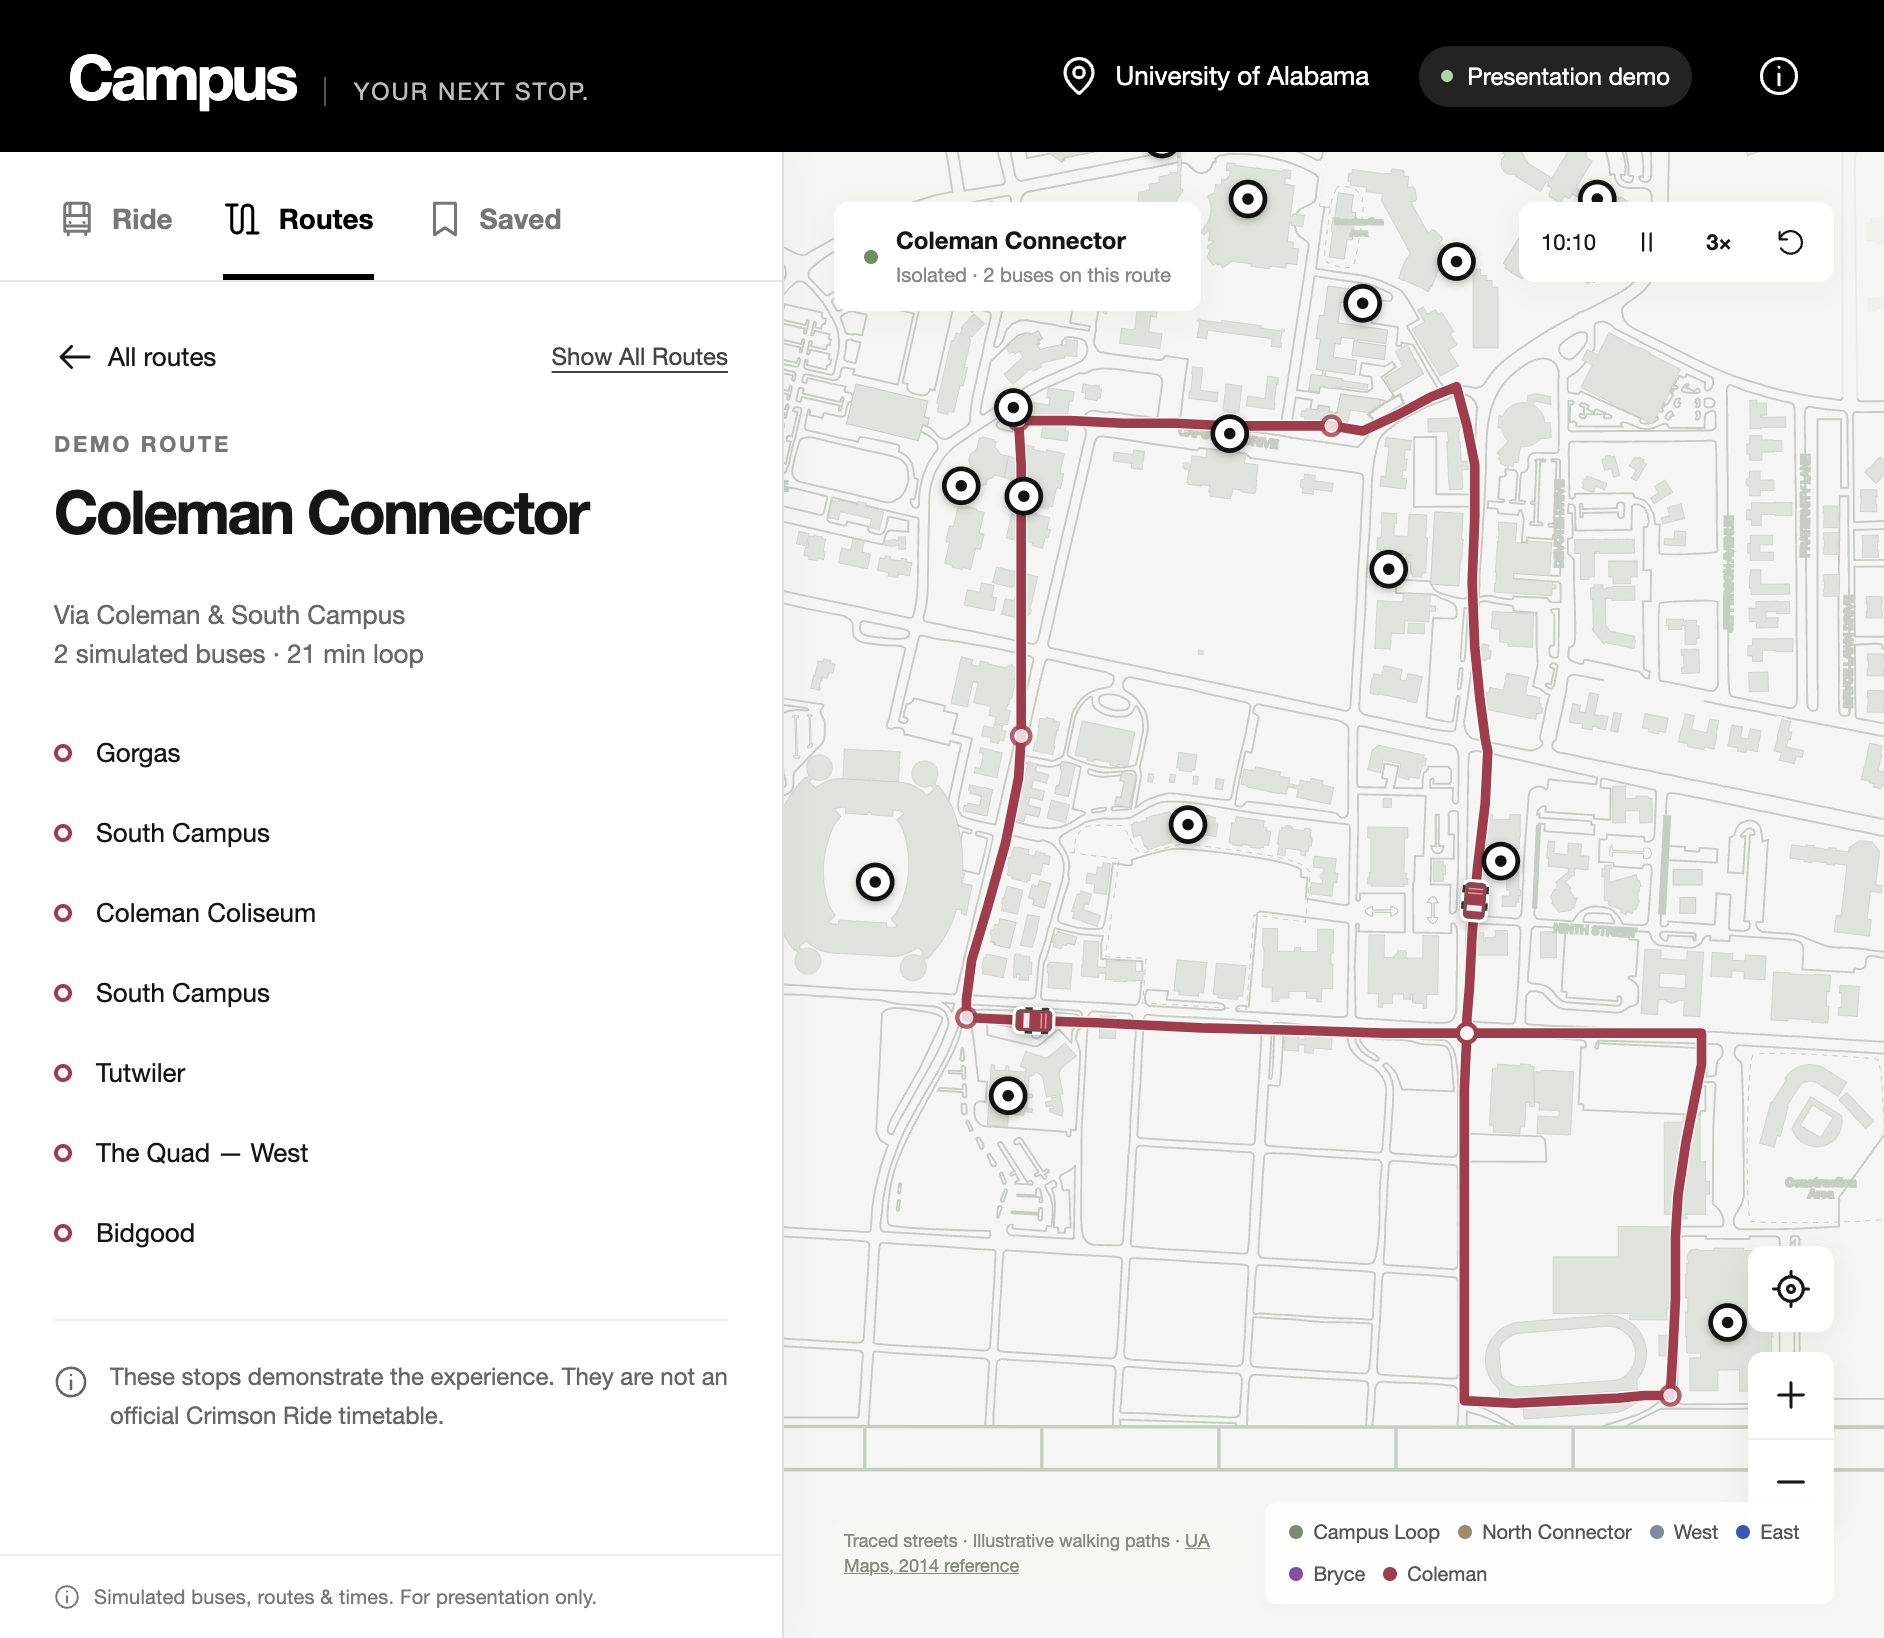 Campus
YOUR NEXT STOP.
University of Alabama
Presentation demo
Ride
Routes
Saved
All routes
Show All Routes
DEMO ROUTE
Coleman Connector
Via Coleman & South Campus
2 simulated buses · 21 min loop
Gorgas
South Campus
Coleman Coliseum
South Campus
Tutwiler
The Quad — West
Bidgood
These stops demonstrate the experience. They are not an
official Crimson Ride timetable.
Simulated buses, routes & times. For presentation only.
Coleman Connector
Isolated · 2 buses on this route
10:10
3×
NINTH STREET
Construction
Area
Traced streets · Illustrative walking paths · UA
Maps, 2014 reference
Campus Loop
North Connector
West
East
Bryce
Coleman